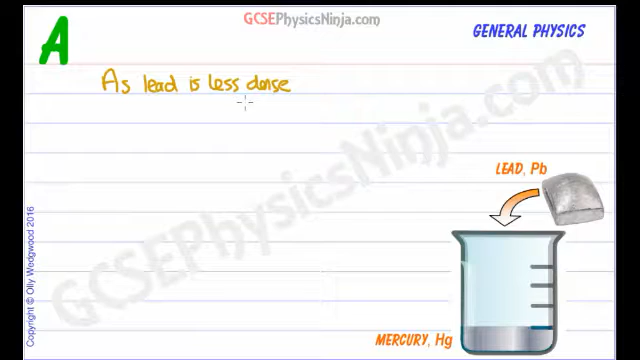 GCSEPhysicsNinja.com
A
GENERAL PHYSICS
As lead is less dense
GCSEPhysicsNinja.com
LEAD, Pb
MERCURY, Hg
Copyright © Olly Wedgwood 2016